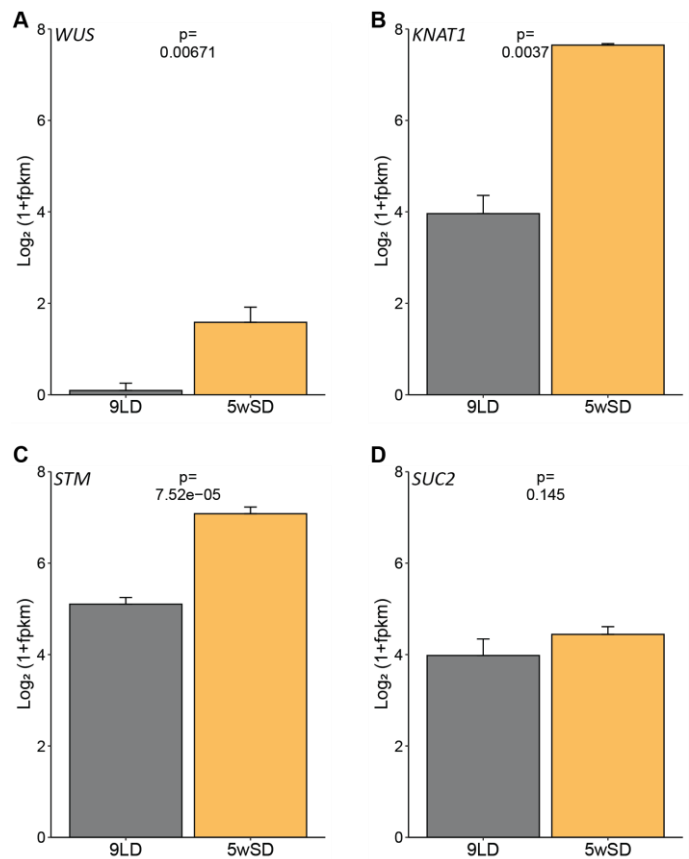 A
WUS
p=
0.00671
Log₂ (1+fpkm)
8
6
4
2
0
9LD
5wSD
B
KNAT1
p=
0.0037
Log₂ (1+fpkm)
8
6
4
2
0
9LD
5wSD
C
STM
p=
7.52e−05
Log₂ (1+fpkm)
8
6
4
2
0
9LD
5wSD
D
SUC2
p=
0.145
Log₂ (1+fpkm)
8
6
4
2
0
9LD
5wSD